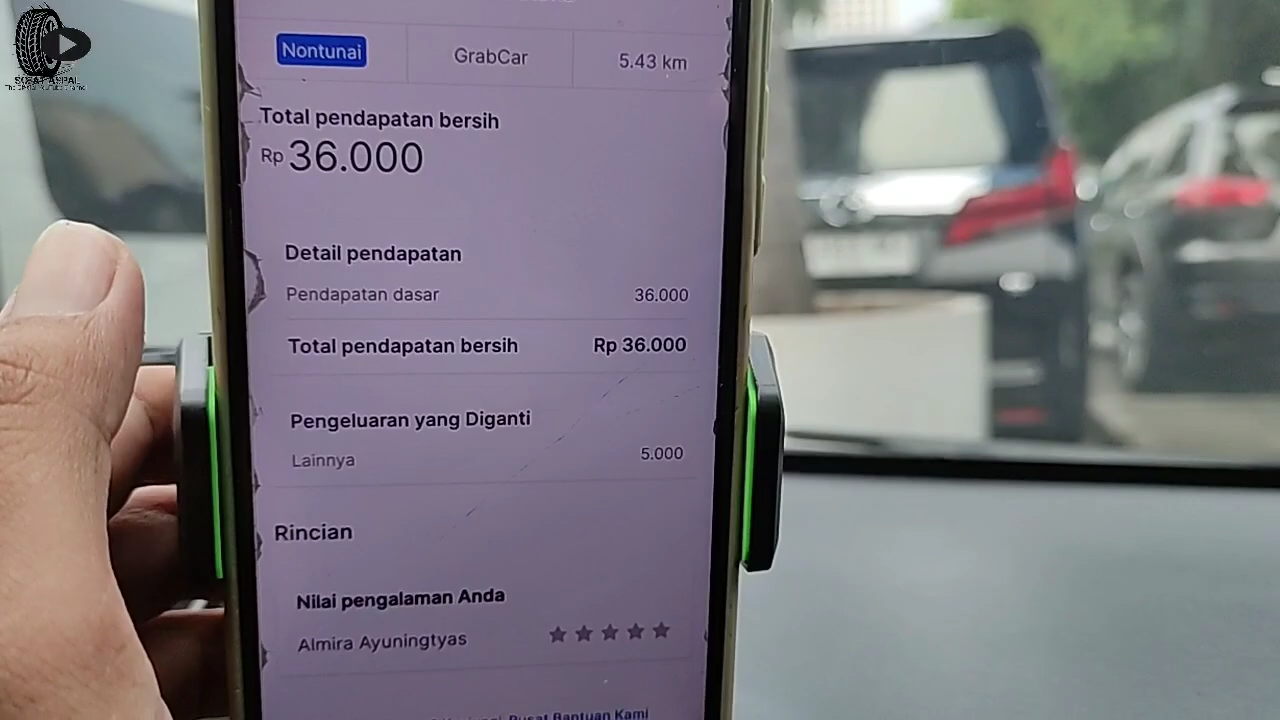 Nontunai GrabCar 5.43 km
Total pendapatan bersih
Rp 36.000
Detail pendapatan
Pendapatan dasar 36.000
Total pendapatan bersih Rp 36.000
Pengeluaran yang Diganti
Lainnya 5.000
Rincian
Nilai pengalaman Anda
Almira Ayuningtyas
Pusat Bantuan Kami